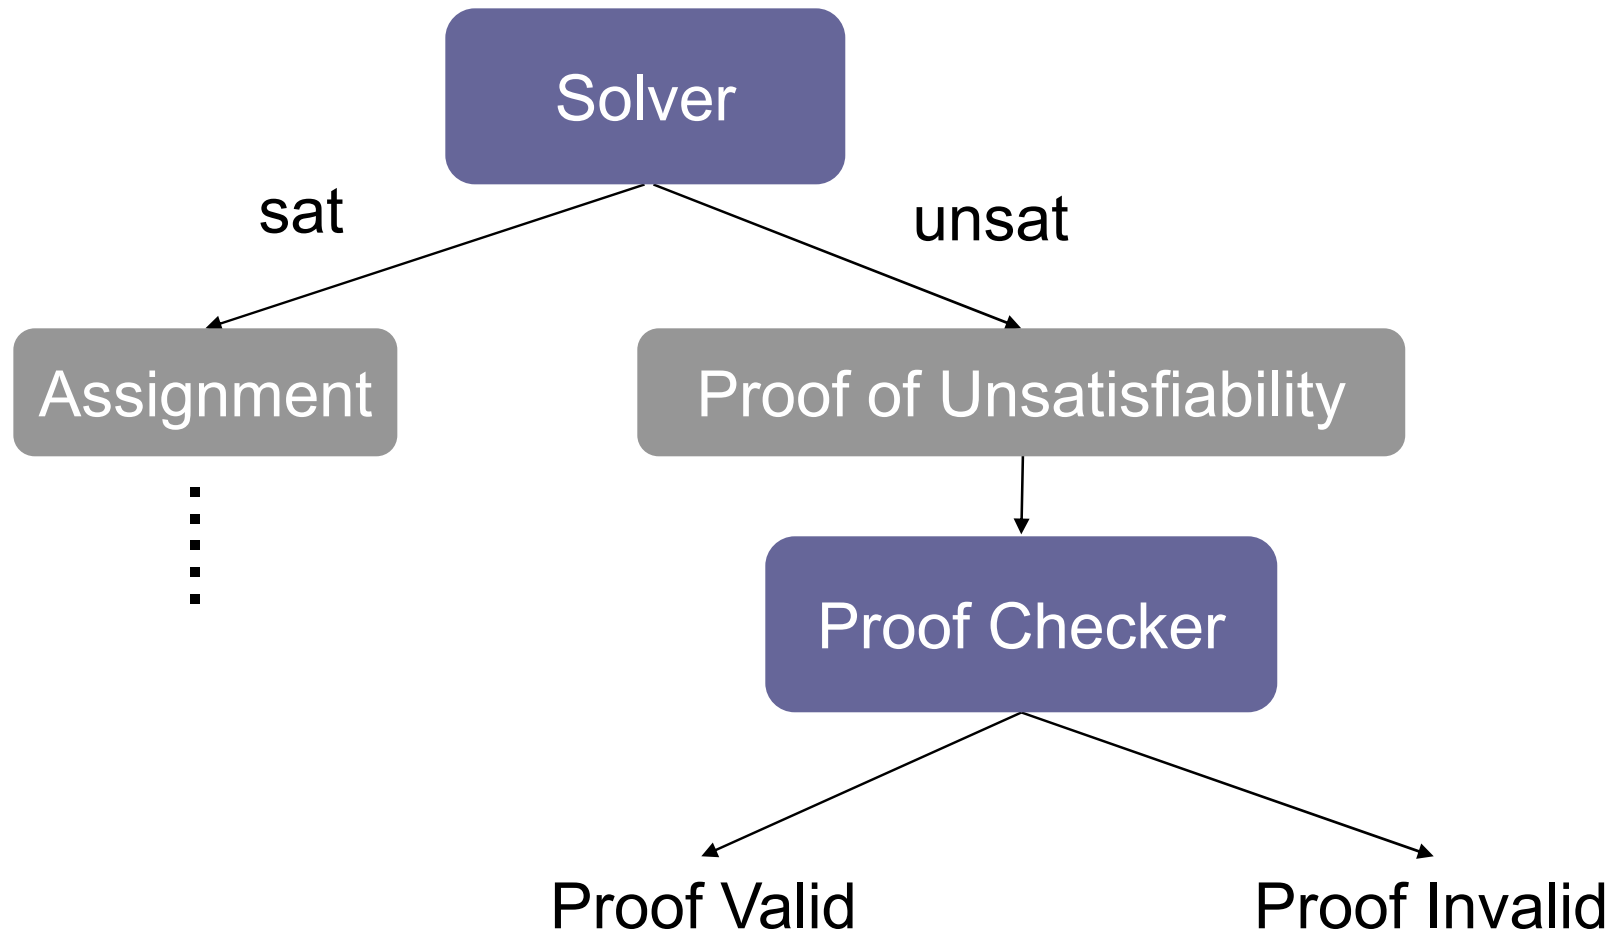 Solver
sat
unsat
Assignment
Proof of Unsatisfiability
Proof Checker
Proof Valid
Proof Invalid